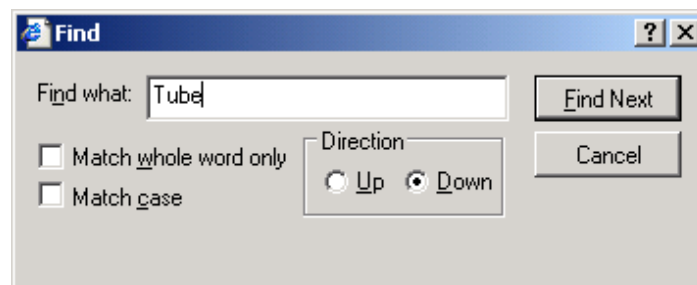 Find
Find what: Tube
Find Next
Match whole word only
Direction
Cancel
Up Down
Match case